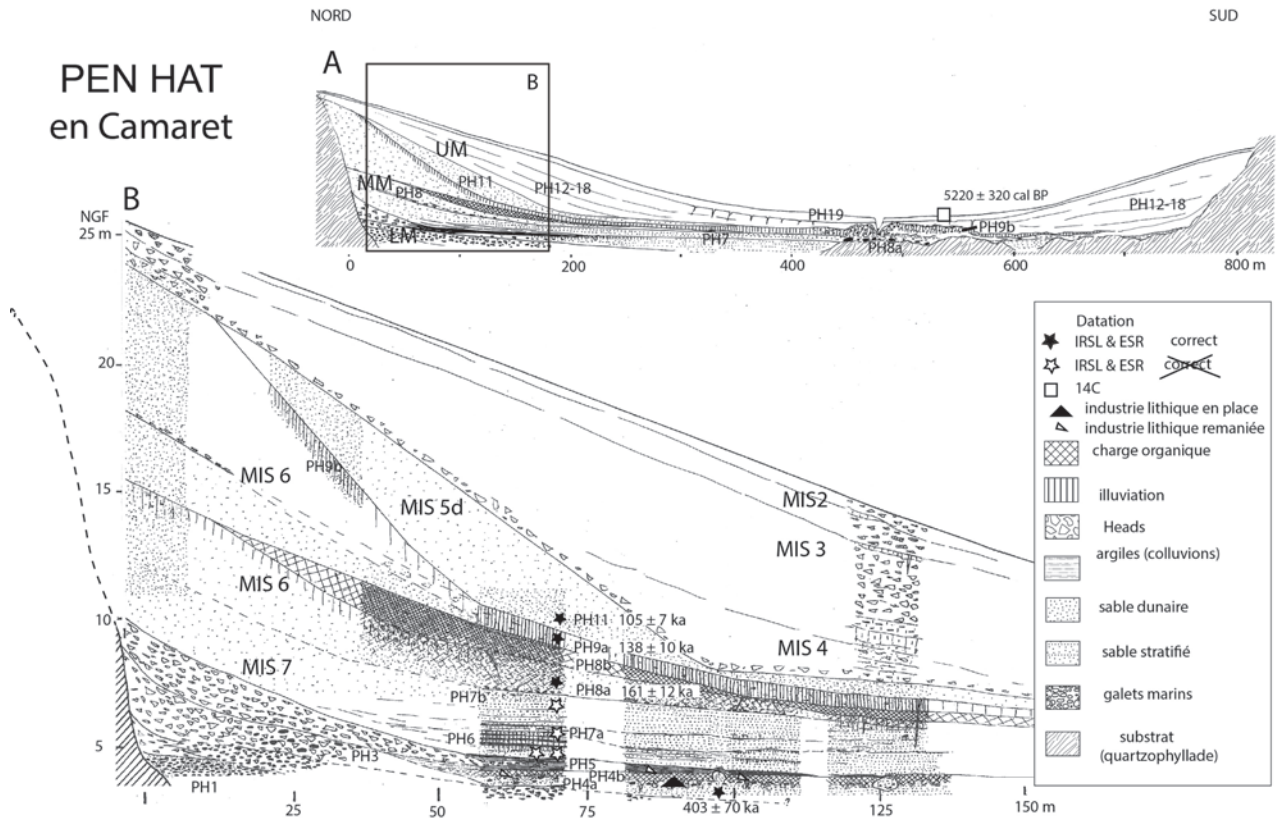 NORD
SUD
PEN HAT
en Camaret
A
B
UM
MM
PH8
PH11
PH12-18
LM
PH7
PH19
5220 ± 320 cal BP
PH9b
PH8a
PH12-18
0
200
400
600
800 m
B
NGF
25 m
20
15
10
5
MIS 6
PH9b
MIS 5d
MIS2
MIS 3
MIS 4
MIS 6
MIS 7
PH11 105 ± 7 ka
PH9a 138 ± 10 ka
PH8b
PH8a 161 ± 12 ka
PH7b
PH7a
PH6
PH5
PH4b
PH4a
PH3
PH1
403 ± 70 ka
25
50
75
125
150 m
?
Datation
IRSL & ESR correct
IRSL & ESR correct
14C
industrie lithique en place
industrie lithique remaniée
charge organique
illuviation
Heads
argiles (colluvions)
sable dunaire
sable stratifié
galets marins
substrat
(quartzophyllade)